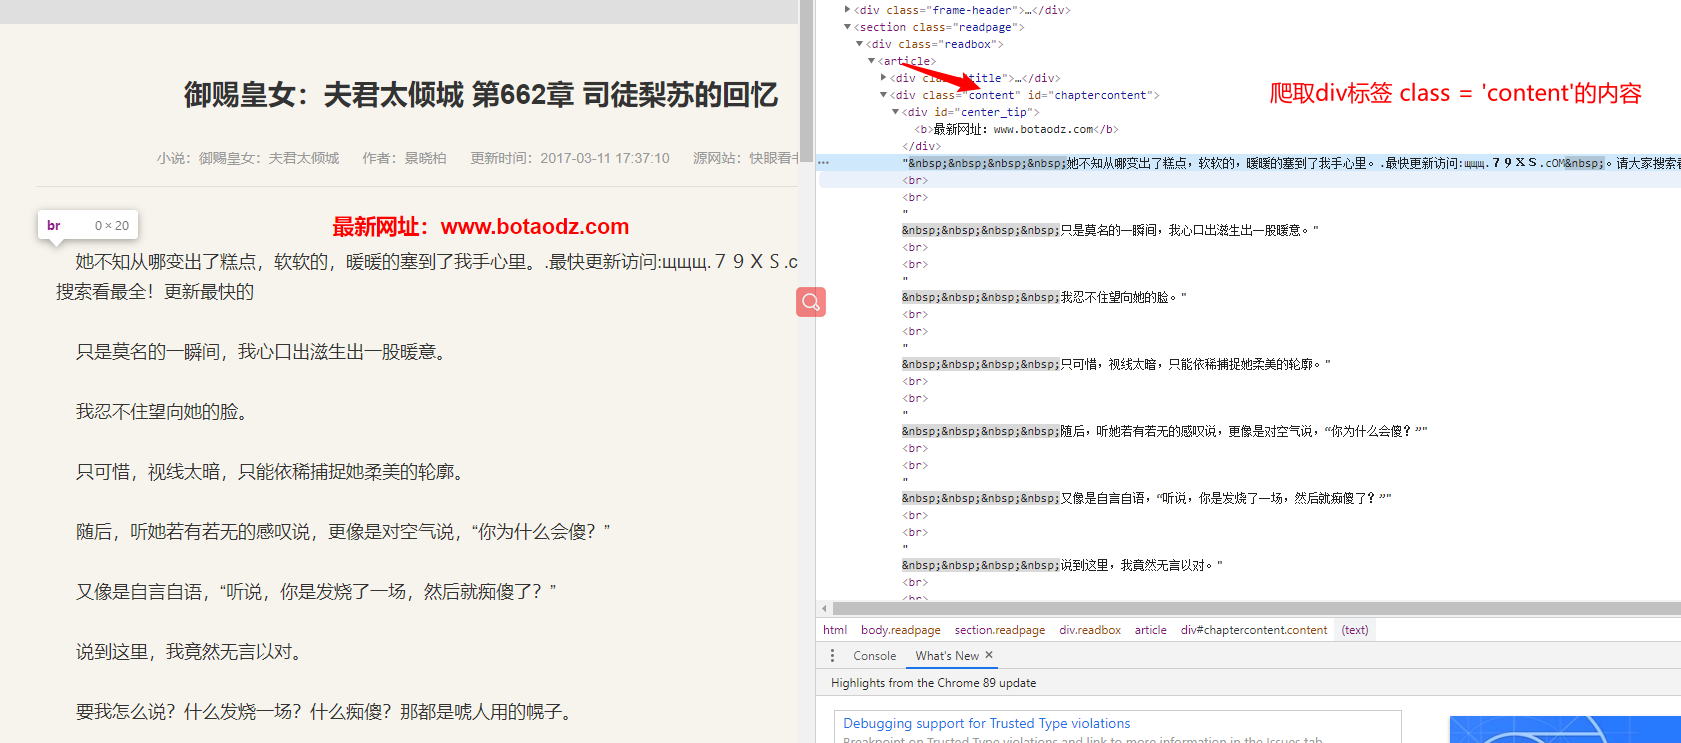 御赐皇女：夫君太倾城 第662章 司徒梨苏的回忆
小说：御赐皇女：夫君太倾城 作者：景晓柏 更新时间：2017-03-11 17:37:10 源网站：快眼看书
br 0 × 20
最新网址：www.botaodz.com
她不知从哪变出了糕点，软软的，暖暖的塞到了我手心里。.最快更新访问:щщщ.７９ＸＳ.c
搜索看最全！更新最快的
只是莫名的一瞬间，我心口出滋生出一股暖意。
我忍不住望向她的脸。
只可惜，视线太暗，只能依稀捕捉她柔美的轮廓。
随后，听她若有若无的感叹说，更像是对空气说，“你为什么会傻？”
又像是自言自语，“听说，你是发烧了一场，然后就痴傻了？”
说到这里，我竟然无言以对。
要我怎么说？什么发烧一场？什么痴傻？那都是唬人用的幌子。
<div class="frame-header">…</div>
<section class="readpage">
<div class="readbox">
<article>
<div class="title">…</div>
<div class="content" id="chaptercontent">
<div id="center_tip">
<b>最新网址：www.botaodz.com</b>
</div>
"&nbsp;&nbsp;&nbsp;&nbsp;她不知从哪变出了糕点，软软的，暖暖的塞到了我手心里。.最快更新访问:щщщ.７９ＸＳ.cOM&nbsp;。请大家搜索看
<br>
<br>
"
&nbsp;&nbsp;&nbsp;&nbsp;只是莫名的一瞬间，我心口出滋生出一股暖意。"
<br>
<br>
"
&nbsp;&nbsp;&nbsp;&nbsp;我忍不住望向她的脸。"
<br>
<br>
"
&nbsp;&nbsp;&nbsp;&nbsp;只可惜，视线太暗，只能依稀捕捉她柔美的轮廓。"
<br>
<br>
"
&nbsp;&nbsp;&nbsp;&nbsp;随后，听她若有若无的感叹说，更像是对空气说，“你为什么会傻？”"
<br>
<br>
"
&nbsp;&nbsp;&nbsp;&nbsp;又像是自言自语，“听说，你是发烧了一场，然后就痴傻了？”"
<br>
<br>
"
&nbsp;&nbsp;&nbsp;&nbsp;说到这里，我竟然无言以对。"
<br>
<br>
爬取div标签 class = 'content'的内容
html body.readpage section.readpage div.readbox article div#chaptercontent.content (text)
Console What's New ×
Highlights from the Chrome 89 update
Debugging support for Trusted Type violations
Breakpoint on Trusted Type violations and link to more information in the Issues tab